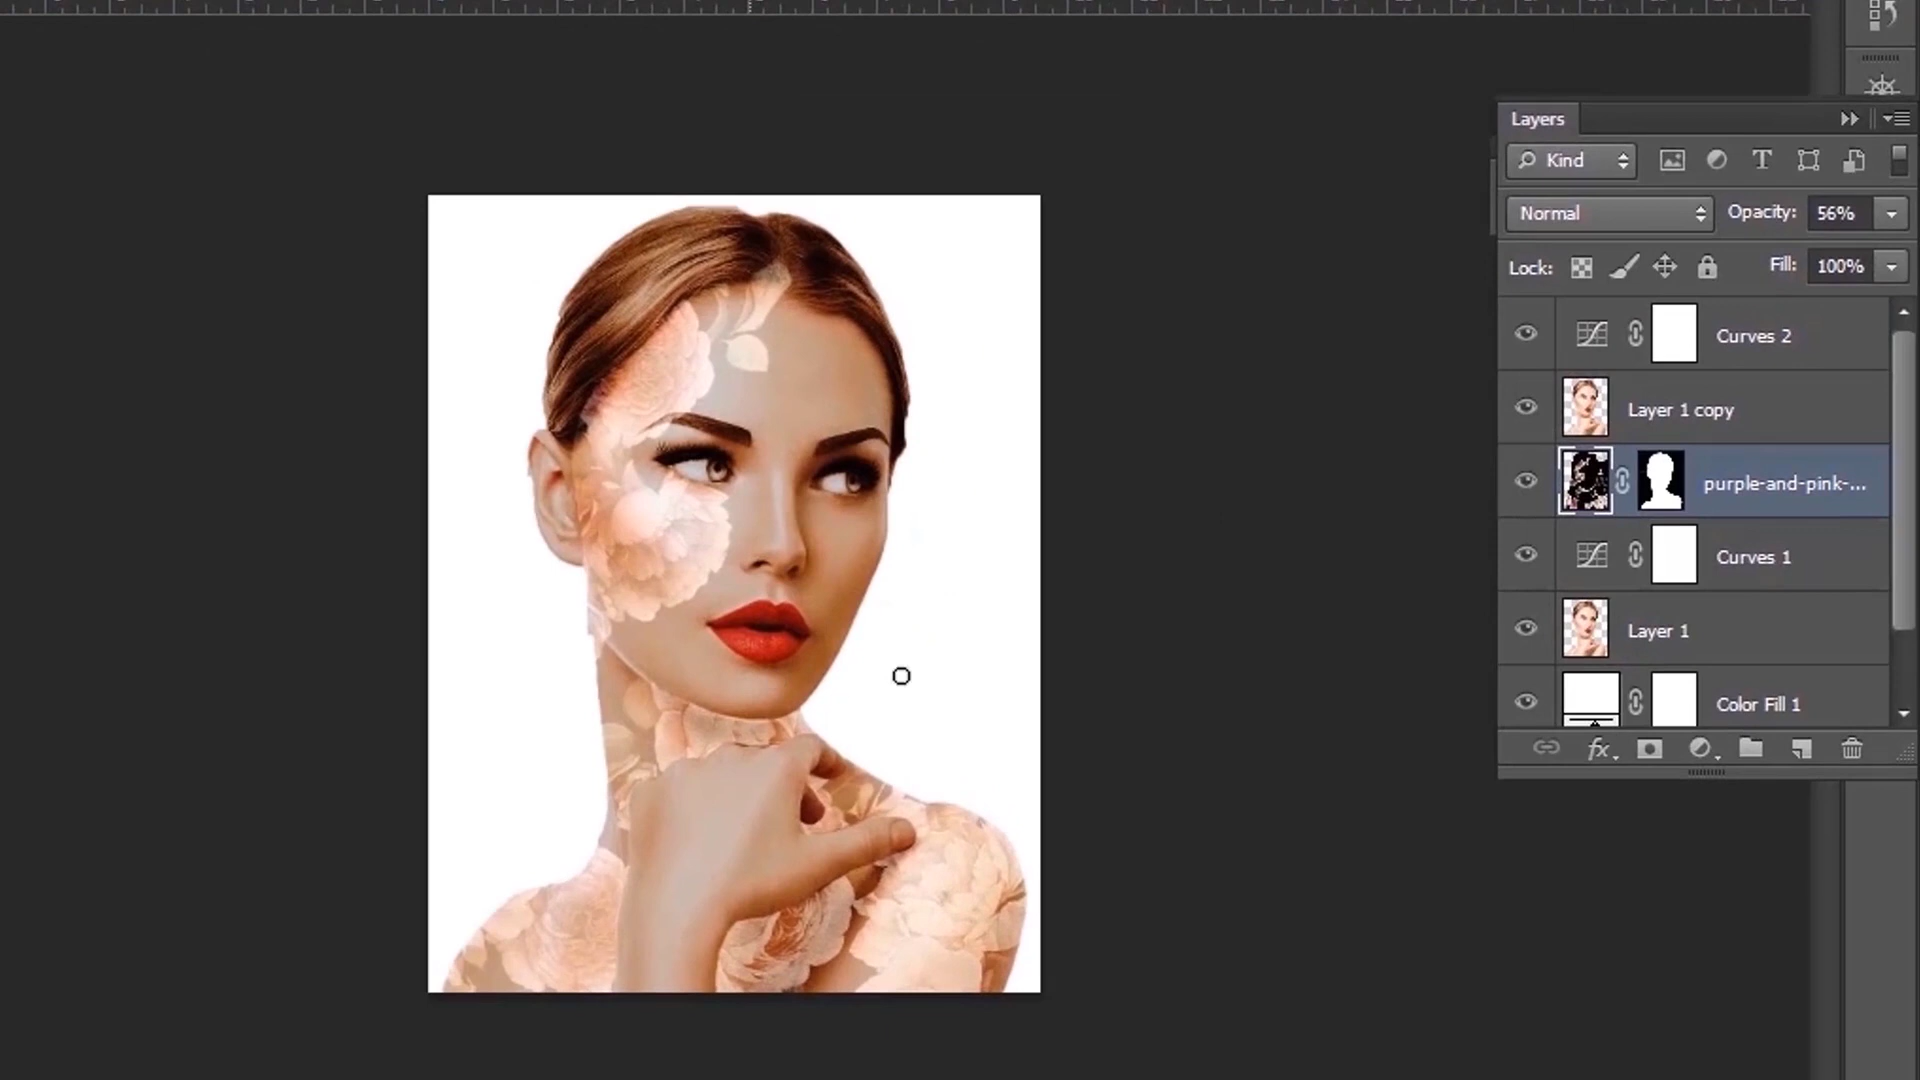 Layers
Kind
Normal Opacity: 56%
Lock: Fill: 100%
Curves 2
Layer 1 copy
purple-and-pink-...
Curves 1
Layer 1
Color Fill 1
fx